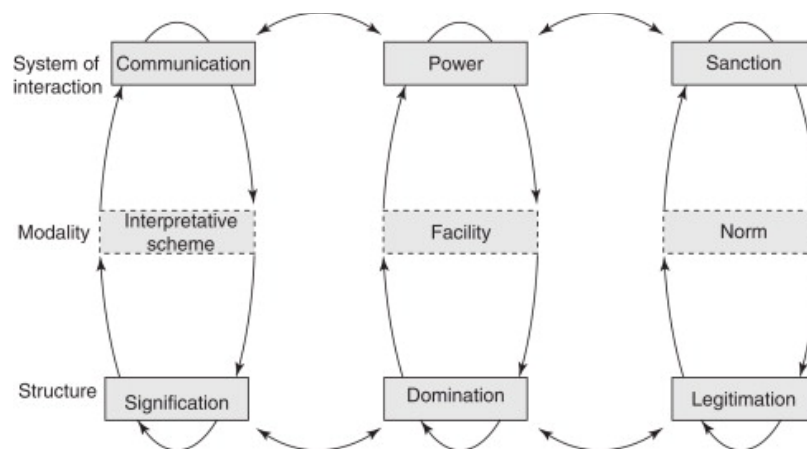 System of
interaction
Communication
Power
Sanction
Modality
Interpretative
scheme
Facility
Norm
Structure
Signification
Domination
Legitimation